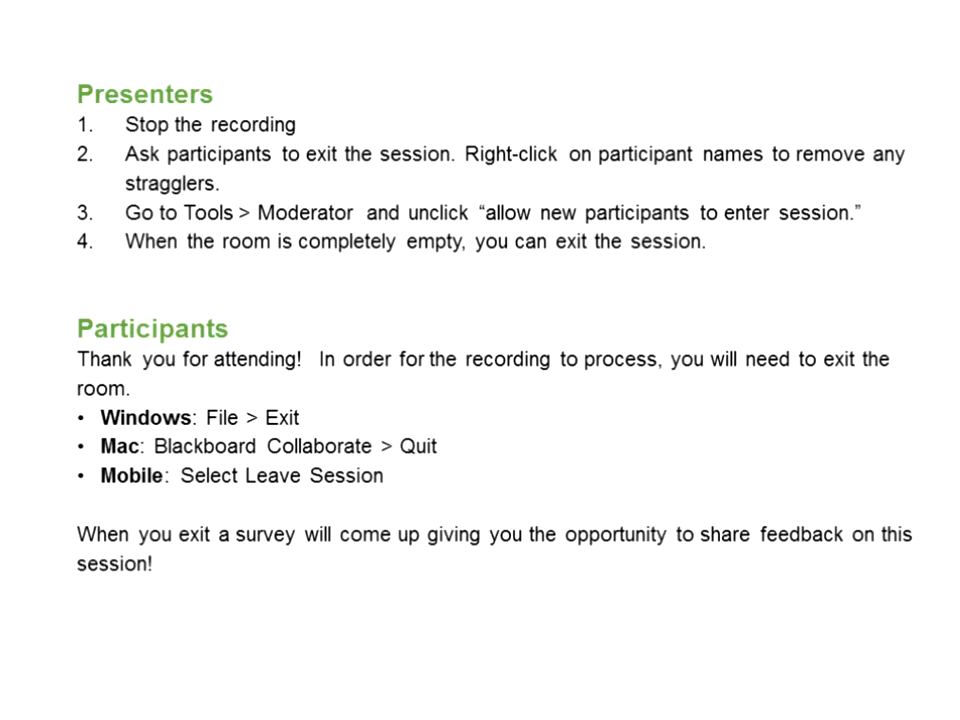 Presenters
1. Stop the recording
2. Ask participants to exit the session. Right-click on participant names to remove any
stragglers.
3. Go to Tools > Moderator and unclick “allow new participants to enter session.”
4. When the room is completely empty, you can exit the session.
Participants
Thank you for attending! In order for the recording to process, you will need to exit the
room.
• Windows: File > Exit
• Mac: Blackboard Collaborate > Quit
• Mobile: Select Leave Session
When you exit a survey will come up giving you the opportunity to share feedback on this
session!